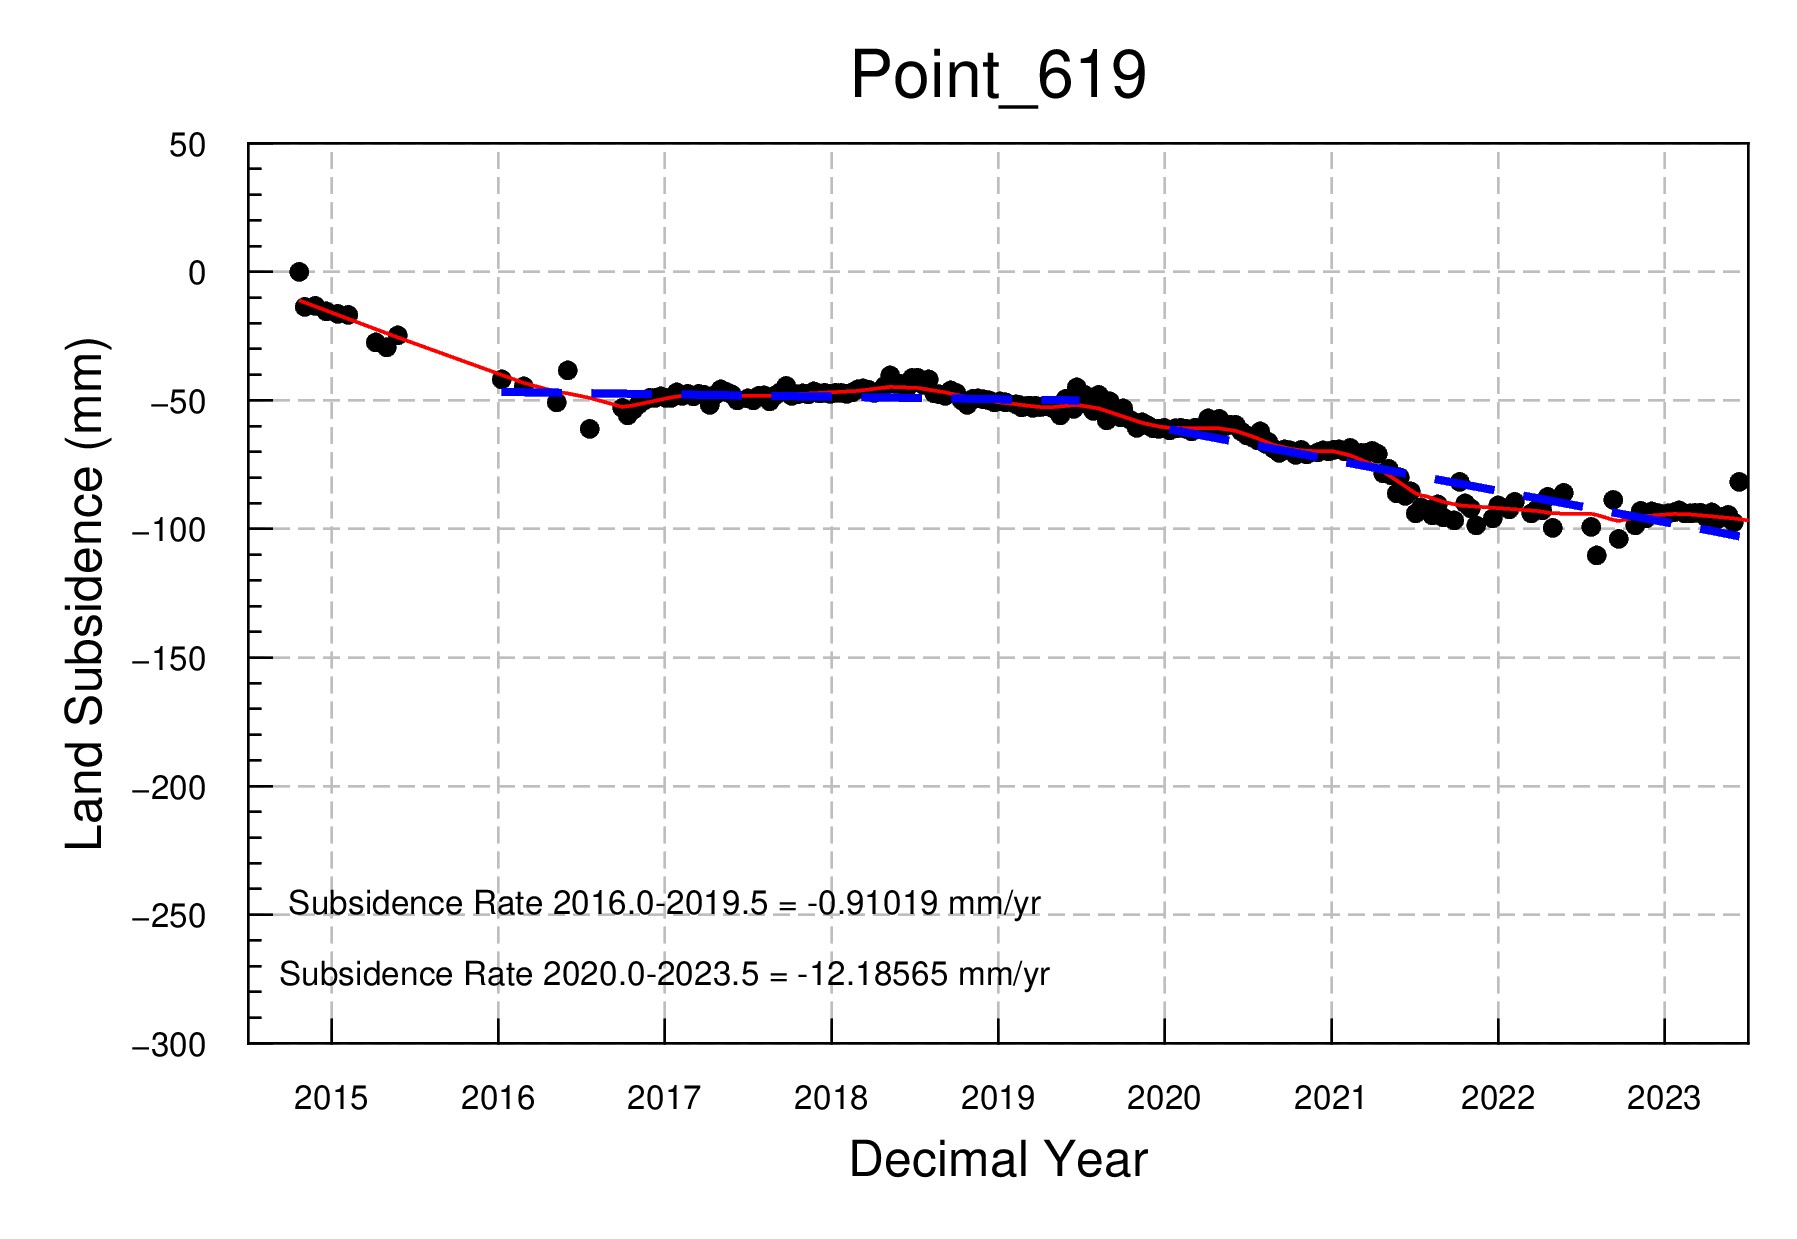 Point_619
50
0
−50
−100
−150
−200
−250
−300
Land Subsidence (mm)
Subsidence Rate 2016.0-2019.5 = -0.91019 mm/yr
Subsidence Rate 2020.0-2023.5 = -12.18565 mm/yr
2015 2016 2017 2018 2019 2020 2021 2022 2023
Decimal Year